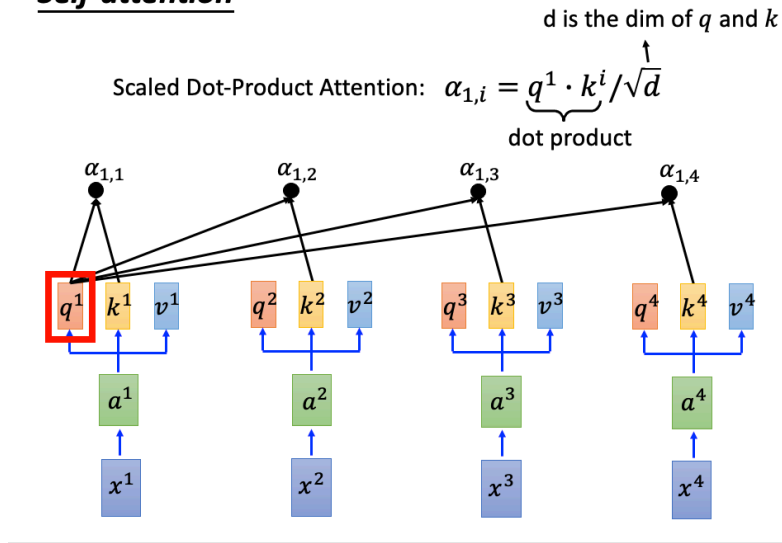 Self-attention
d is the dim of q and k
Scaled Dot-Product Attention: α₁,ᵢ = q¹ · kⁱ/√d
dot product
α₁,₁ α₁,₂ α₁,₃ α₁,₄
q¹ k¹ v¹ q² k² v² q³ k³ v³ q⁴ k⁴ v⁴
a¹ a² a³ a⁴
x¹ x² x³ x⁴